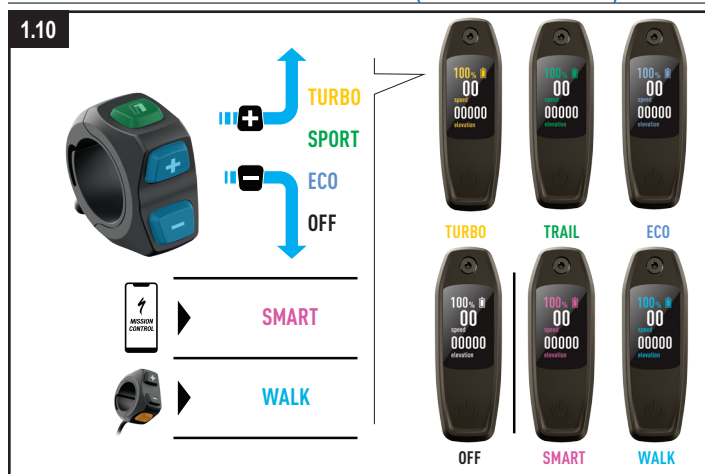 1.10
TURBO
SPORT
ECO
OFF
MISSION
CONTROL
SMART
WALK
100%
00
speed
00000
elevation
100%
00
speed
00000
elevation
100%
00
speed
00000
elevation
TURBO
TRAIL
ECO
100%
00
speed
00000
elevation
100%
00
speed
00000
elevation
100%
00
speed
00000
elevation
OFF
SMART
WALK